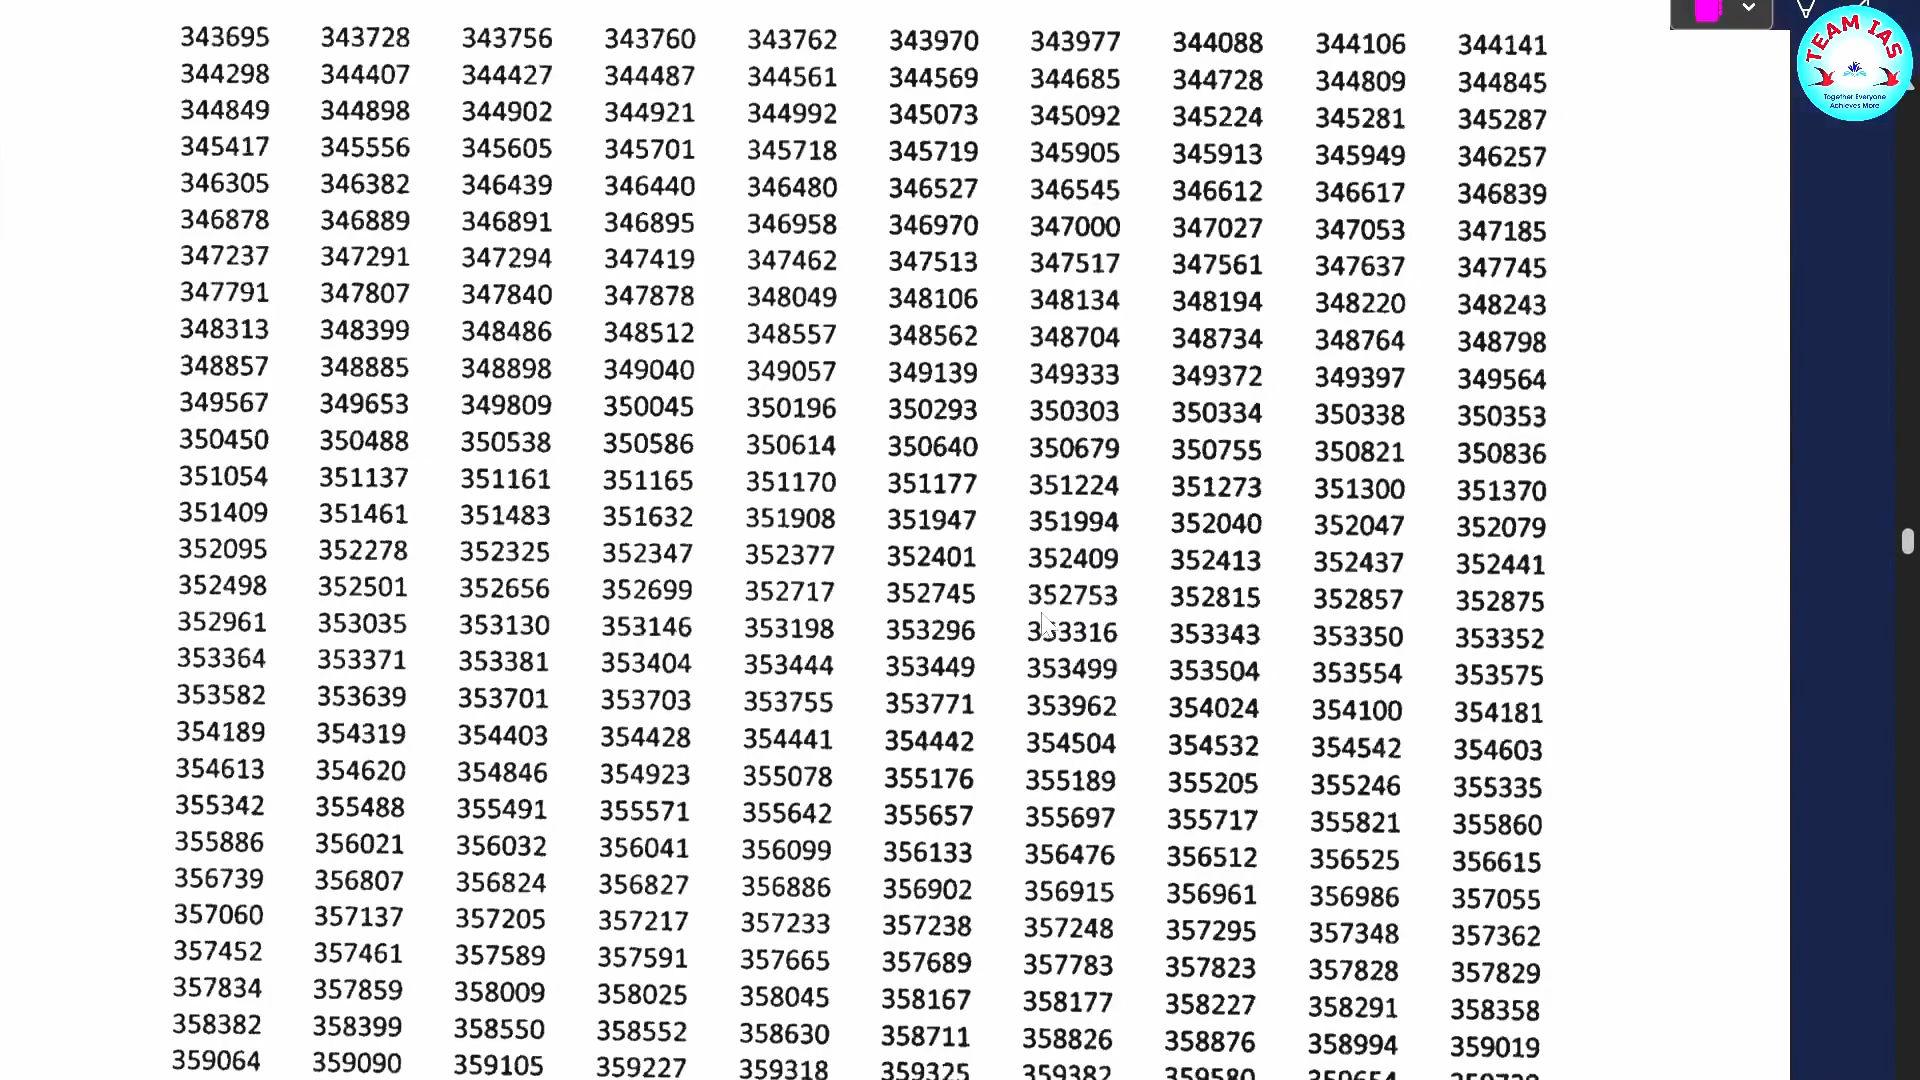 343695 343728 343756 343760 343762 343970 343977 344088 344106 344141
344298 344407 344427 344487 344561 344569 344685 344728 344809 344845
344849 344898 344902 344921 344992 345073 345092 345224 345281 345287
345417 345556 345605 345701 345718 345719 345905 345913 345949 346257
346305 346382 346439 346440 346480 346527 346545 346612 346617 346839
346878 346889 346891 346895 346958 346970 347000 347027 347053 347185
347237 347291 347294 347419 347462 347513 347517 347561 347637 347745
347791 347807 347840 347878 348049 348106 348134 348194 348220 348243
348313 348399 348486 348512 348557 348562 348704 348734 348764 348798
348857 348885 348898 349040 349057 349139 349333 349372 349397 349564
349567 349653 349809 350045 350196 350293 350303 350334 350338 350353
350450 350488 350538 350586 350614 350640 350679 350755 350821 350836
351054 351137 351161 351165 351170 351177 351224 351273 351300 351370
351409 351461 351483 351632 351908 351947 351994 352040 352047 352079
352095 352278 352325 352347 352377 352401 352409 352413 352437 352441
352498 352501 352656 352699 352717 352745 352753 352815 352857 352875
352961 353035 353130 353146 353198 353296 353316 353343 353350 353352
353364 353371 353381 353404 353444 353449 353499 353504 353554 353575
353582 353639 353701 353703 353755 353771 353962 354024 354100 354181
354189 354319 354403 354428 354441 354442 354504 354532 354542 354603
354613 354620 354846 354923 355078 355176 355189 355205 355246 355335
355342 355488 355491 355571 355642 355657 355697 355717 355821 355860
355886 356021 356032 356041 356099 356133 356476 356512 356525 356615
356739 356807 356824 356827 356886 356902 356915 356961 356986 357055
357060 357137 357205 357217 357233 357238 357248 357295 357348 357362
357452 357461 357589 357591 357665 357689 357783 357823 357828 357829
357834 357859 358009 358025 358045 358167 358177 358227 358291 358358
358382 358399 358550 358552 358630 358711 358826 358876 358994 359019
359064 359090 359105 359227 359318 359325 359382 359580
TEAM IAS
Together Everyone
Achieves More